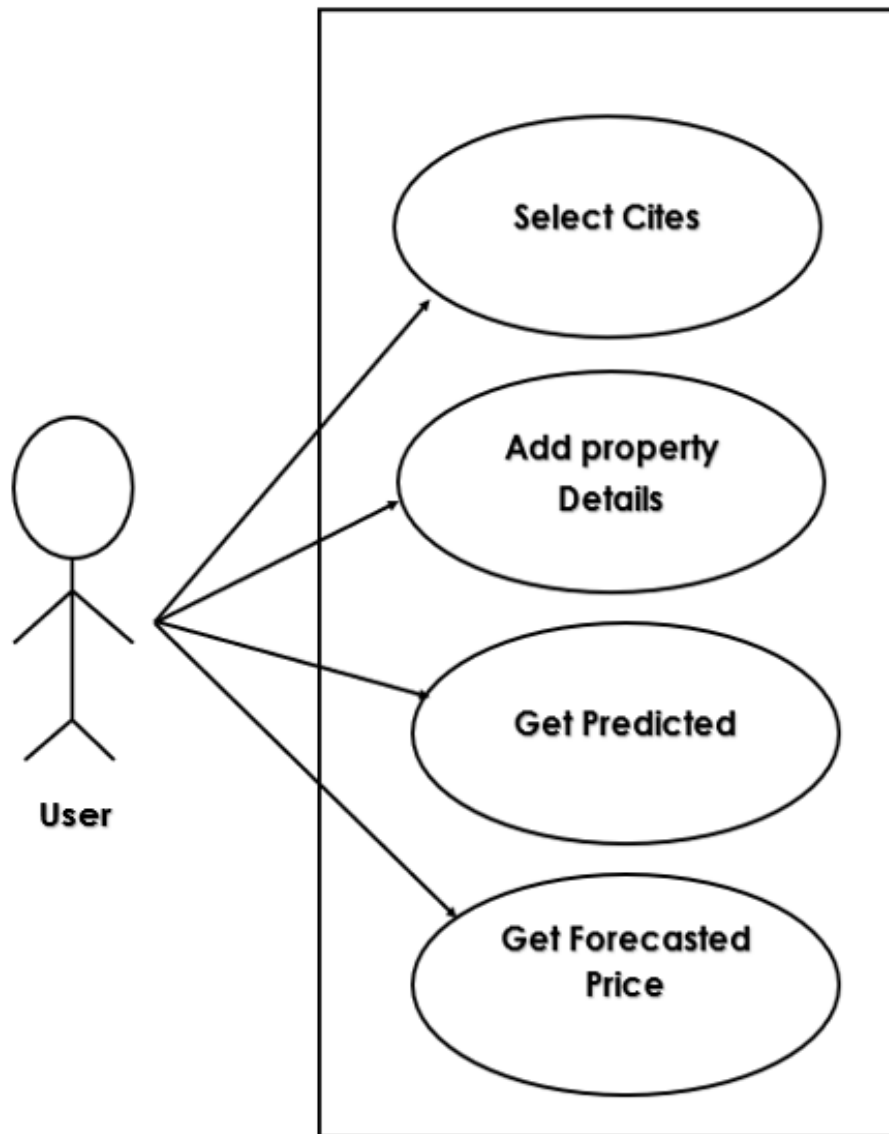 Select Cites
Add property
Details
Get Predicted
Get Forecasted
Price
User